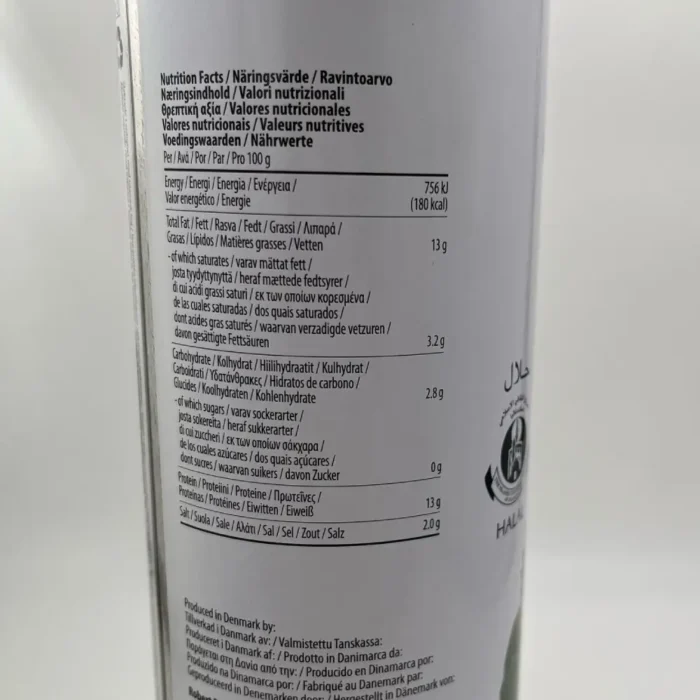 Nutrition Facts / Näringsvärde / Ravintoarvo
Næringsindhold / Valori nutrizionali
Θρεπτική αξία / Valores nutricionales
Valores nutricionais / Valeurs nutritives
Voedingswaarden / Nährwerte
Per / Avà / Por / Par / Pro 100 g
Energy / Energi / Energia / Ενέργεια / 756 kJ
Valor energético / Energie (180 kcal)
Total Fat / Fett / Rasva / Fedt / Grassi / Λιπαρά /
Grasas / Lípidos / Matières grasses / Vetten 13 g
- of which saturates / varav mättat fett /
josta tyydyttynyttä / heraf mættede fedtsyrer /
di cui acidi grassi saturi / εκ των οποίων κορεσμένα /
de las cuales saturadas / dos quais saturados /
dont acides gras saturés / waarvan verzadigde vetzuren /
davon gesättigte Fettsäuren 3.2 g
Carbohydrate / Kolhydrat / Hiilihydraatit / Kulhydrat /
Carboidrati / Υδατάνθρακες / Hidratos de carbono /
Glucides / Koolhydraten / Kohlenhydrate 2.8 g
- of which sugars / varav sockerarter /
josta sokereita / heraf sukkerarter /
di cui zuccheri / εκ των οποίων σάκχαρα /
de los cuales azúcares / dos quais açúcares /
dont sucres / waarvan suikers / davon Zucker 0 g
Protein / Proteiini / Proteine / Πρωτεΐνες /
Proteínas / Protéines / Eiwitten / Eiweiß 13 g
Salt / Suola / Sale / Αλάτι / Sal / Sel / Zout / Salz 2.0 g
حلال
HALAL
Produced in Denmark by:
Tillverkad i Danmark av: / Valmistettu Tanskassa:
Produceret i Danmark af: / Prodotto in Danimarca da:
Παράγεται στη Δανία από την: / Producido en Dinamarca por:
Produzido na Dinamarca por: / Fabriqué au Danemark par:
Geproduceerd in Denemarken door: / Hergestellt in Dänemark von: